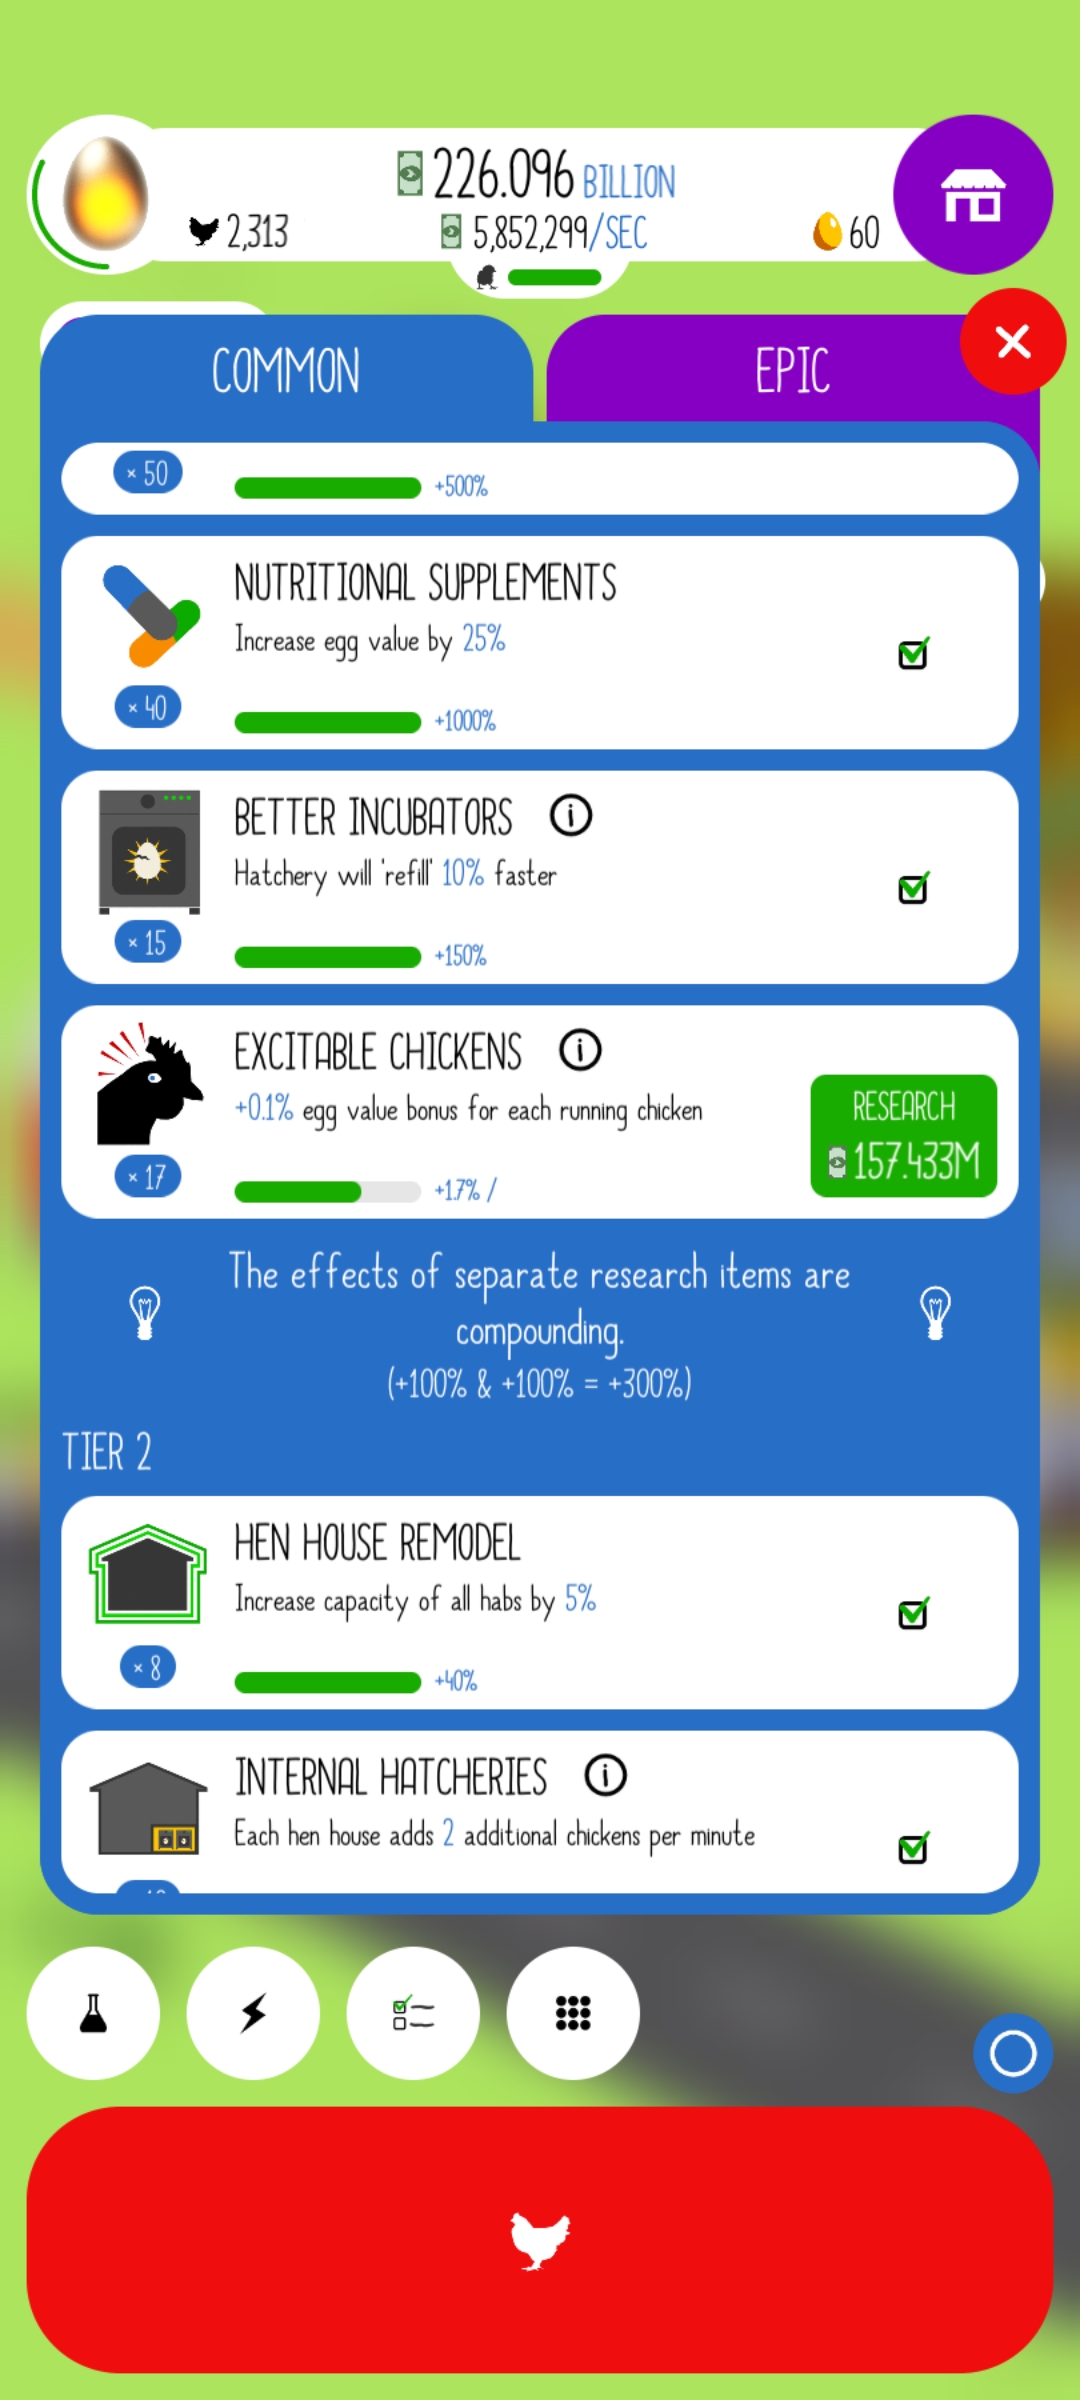 226.096 BILLION
2,313
5,852,299/SEC
60
COMMON
EPIC
× 50
+500%
NUTRITIONAL SUPPLEMENTS
Increase egg value by 25%
× 40
+1000%
BETTER INCUBATORS
Hatchery will 'refill' 10% faster
× 15
+150%
EXCITABLE CHICKENS
+0.1% egg value bonus for each running chicken
RESEARCH
157.433M
× 17
+1.7% /
The effects of separate research items are
compounding.
(+100% & +100% = +300%)
TIER 2
HEN HOUSE REMODEL
Increase capacity of all habs by 5%
× 8
+40%
INTERNAL HATCHERIES
Each hen house adds 2 additional chickens per minute